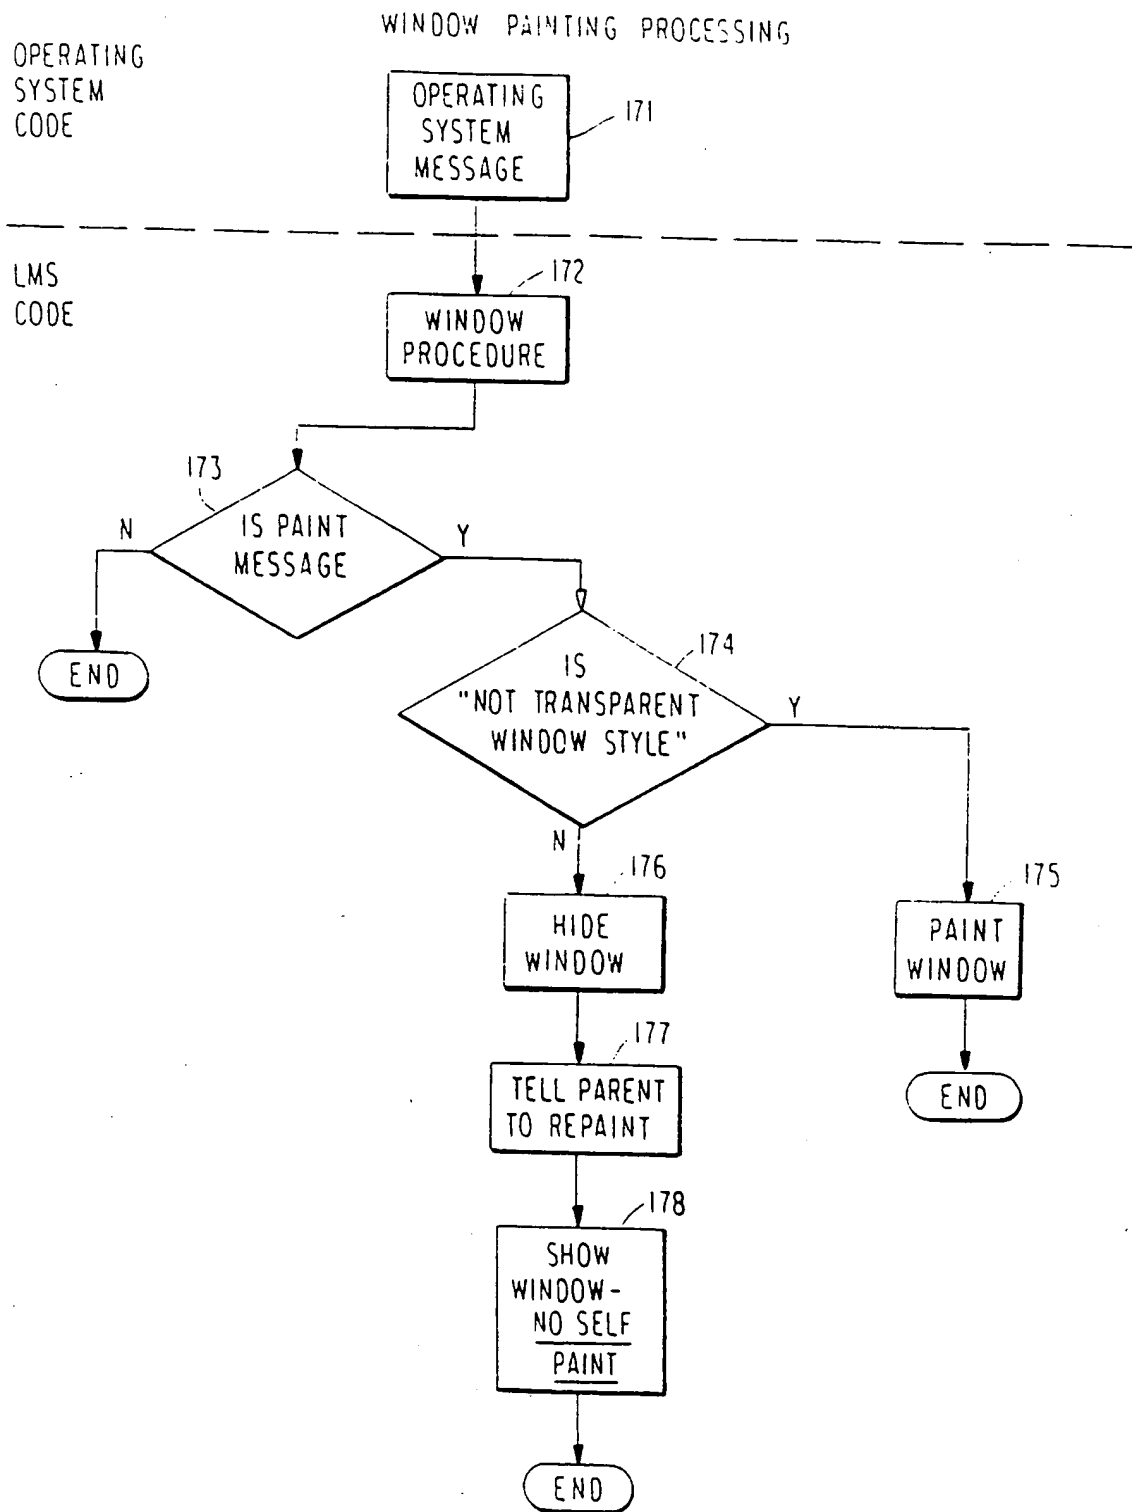 WINDOW PAINTING PROCESSING
OPERATING
SYSTEM
CODE
OPERATING
SYSTEM
MESSAGE
171
LMS
CODE
172
WINDOW
PROCEDURE
173
IS PAINT
MESSAGE
N
Y
END
174
IS
"NOT TRANSPARENT
WINDOW STYLE"
Y
N
176
HIDE
WINDOW
175
PAINT
WINDOW
177
TELL PARENT
TO REPAINT
END
178
SHOW
WINDOW-
NO SELF
PAINT
END